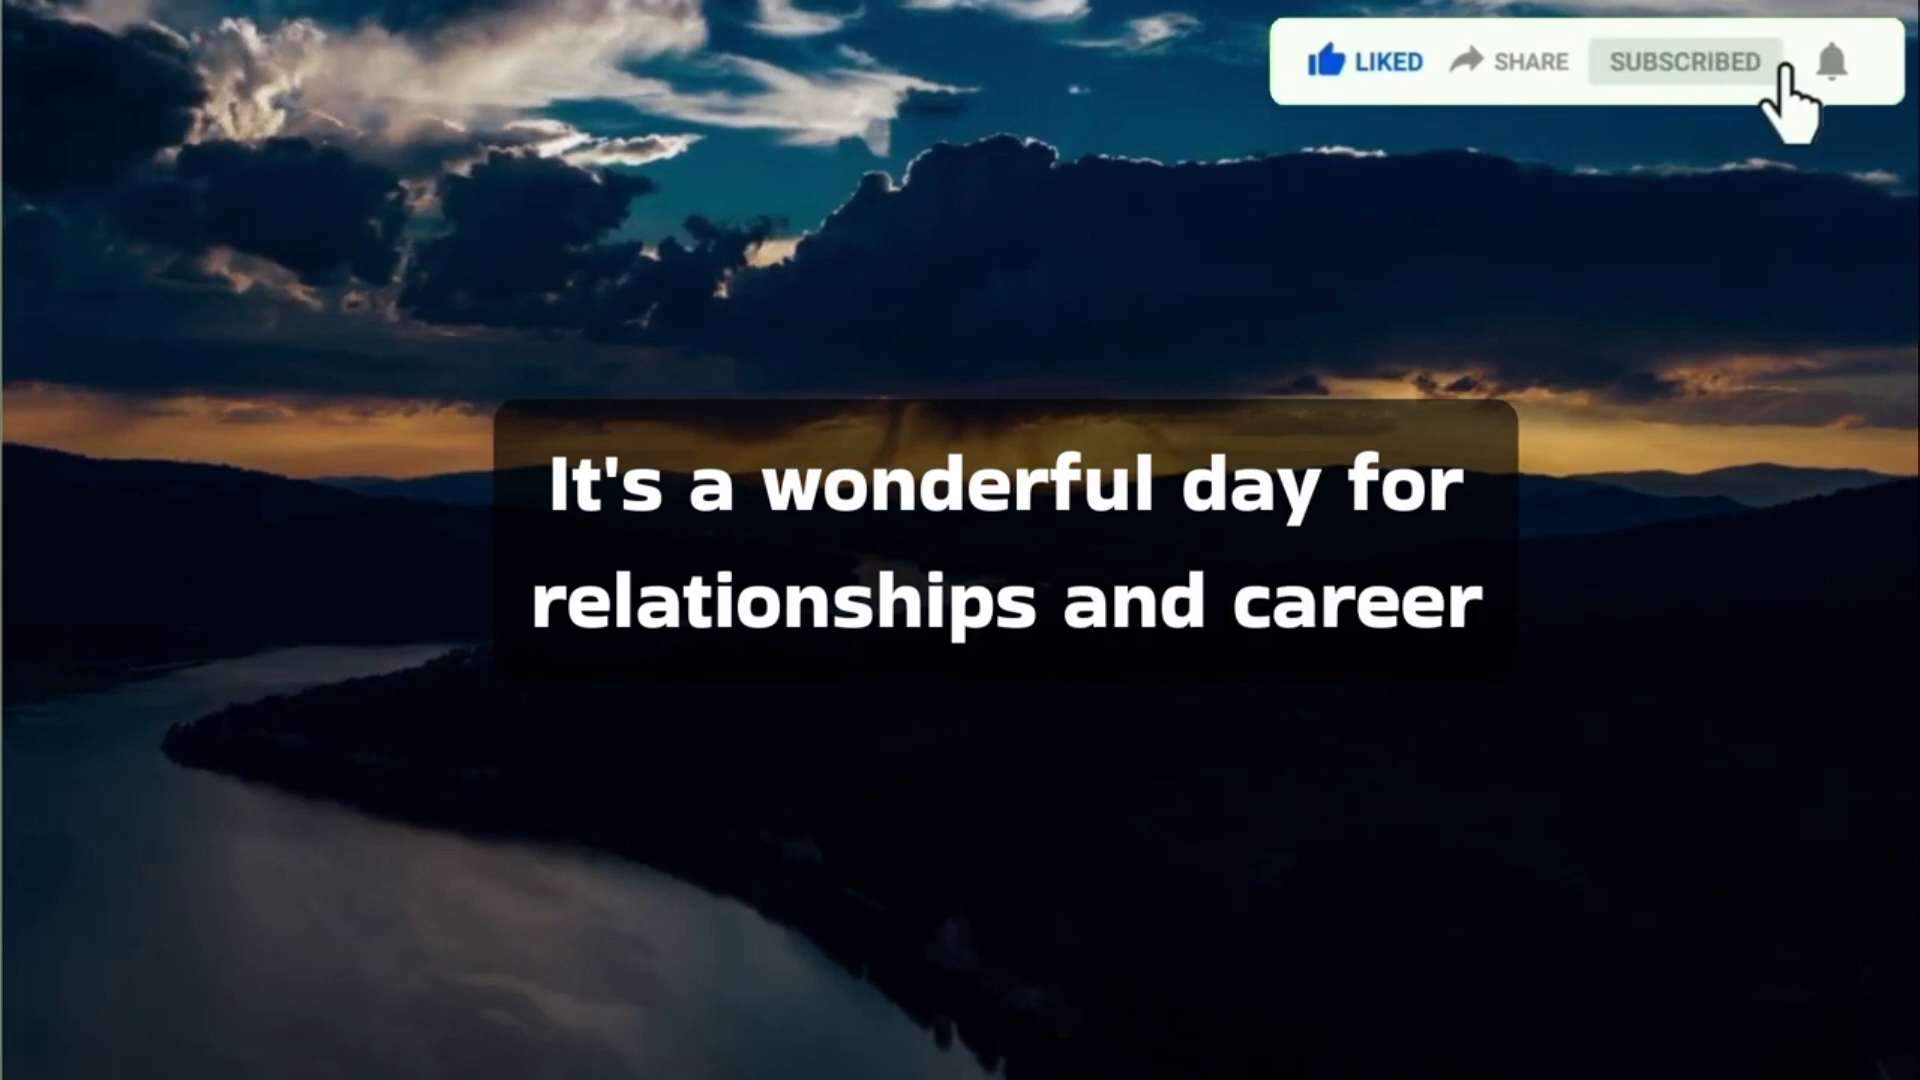 LIKED SHARE SUBSCRIBED
It's a wonderful day for
relationships and career